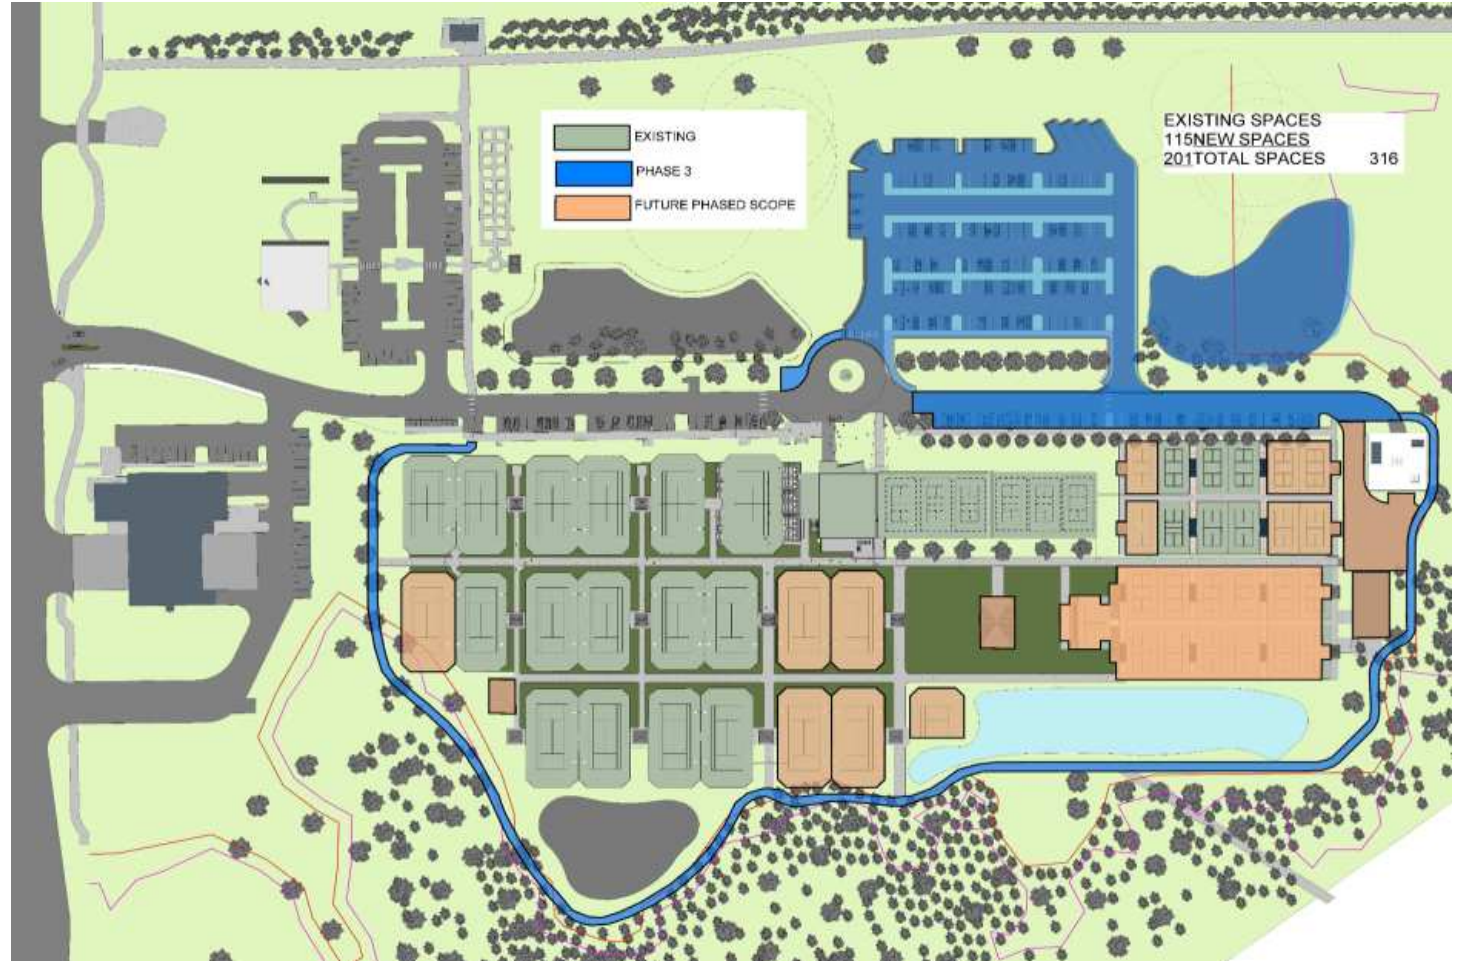 EXISTING
PHASE 3
FUTURE PHASED SCOPE
EXISTING SPACES
115NEW SPACES
201TOTAL SPACES 316